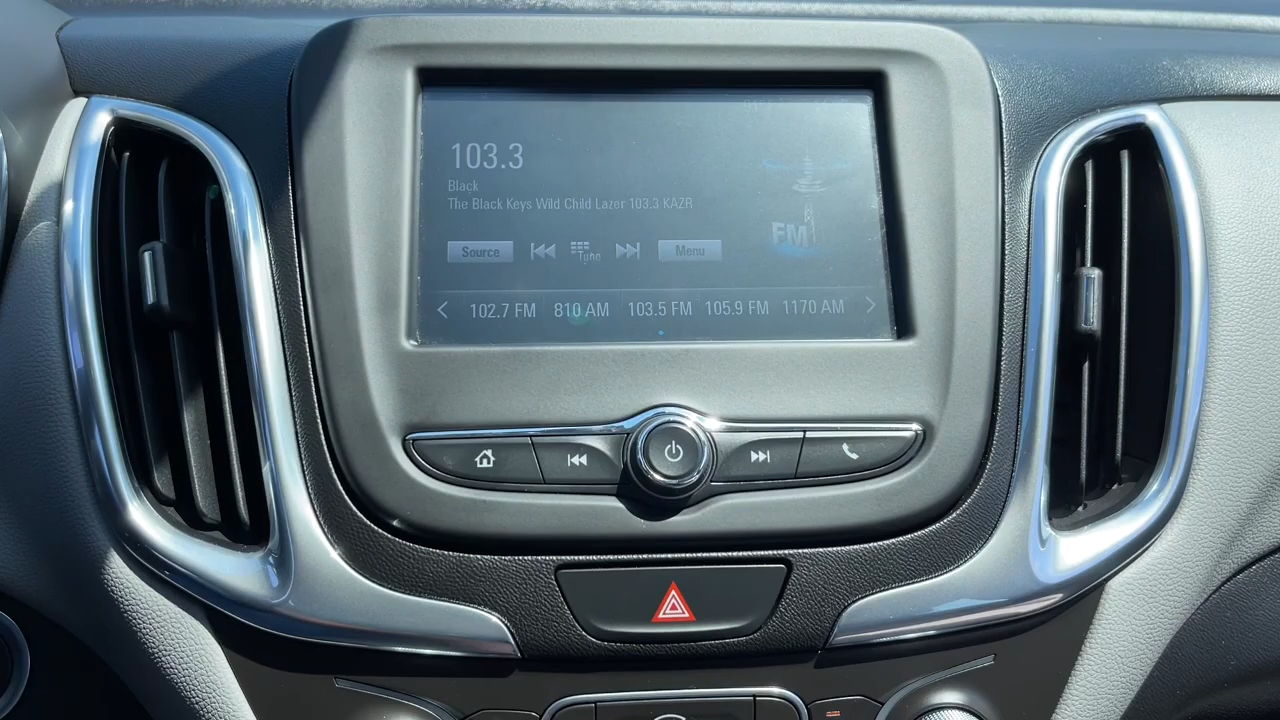 103.3
Black
The Black Keys Wild Child Lazer 103.3 KAZR
FM
Source Tune Menu
102.7 FM 810 AM 103.5 FM 105.9 FM 1170 AM